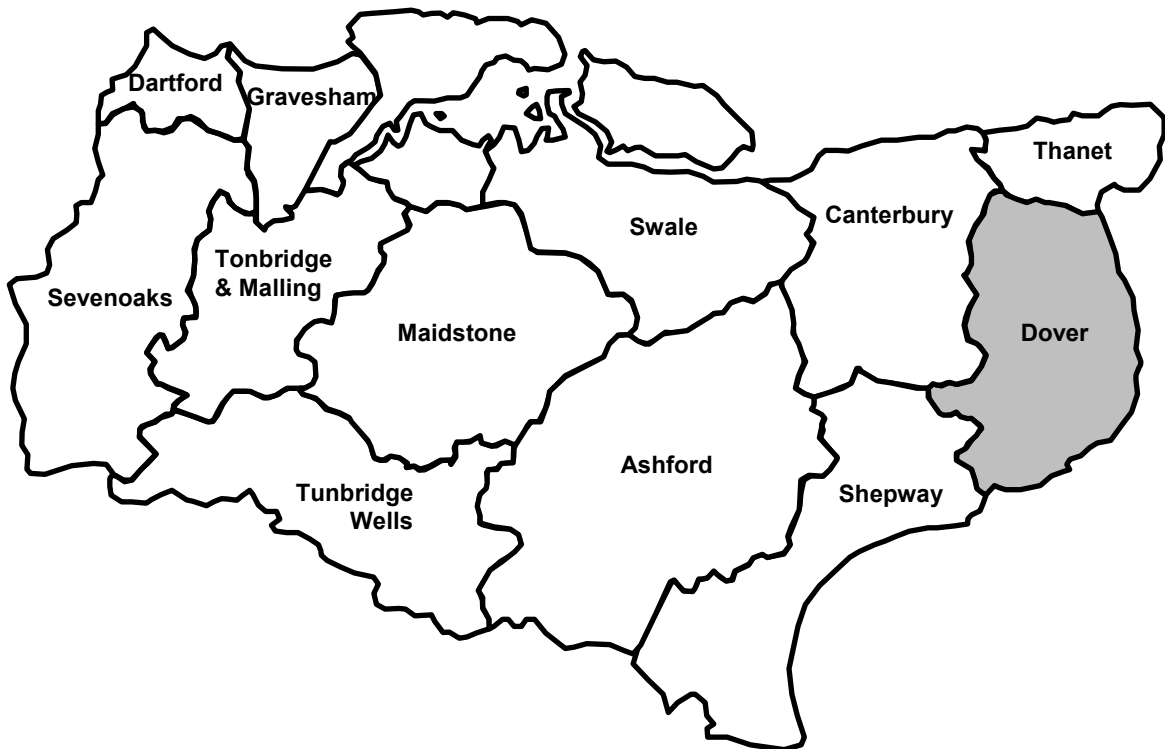 Dartford
Gravesham
Thanet
Canterbury
Swale
Tonbridge
& Malling
Sevenoaks
Maidstone
Dover
Ashford
Shepway
Tunbridge
Wells